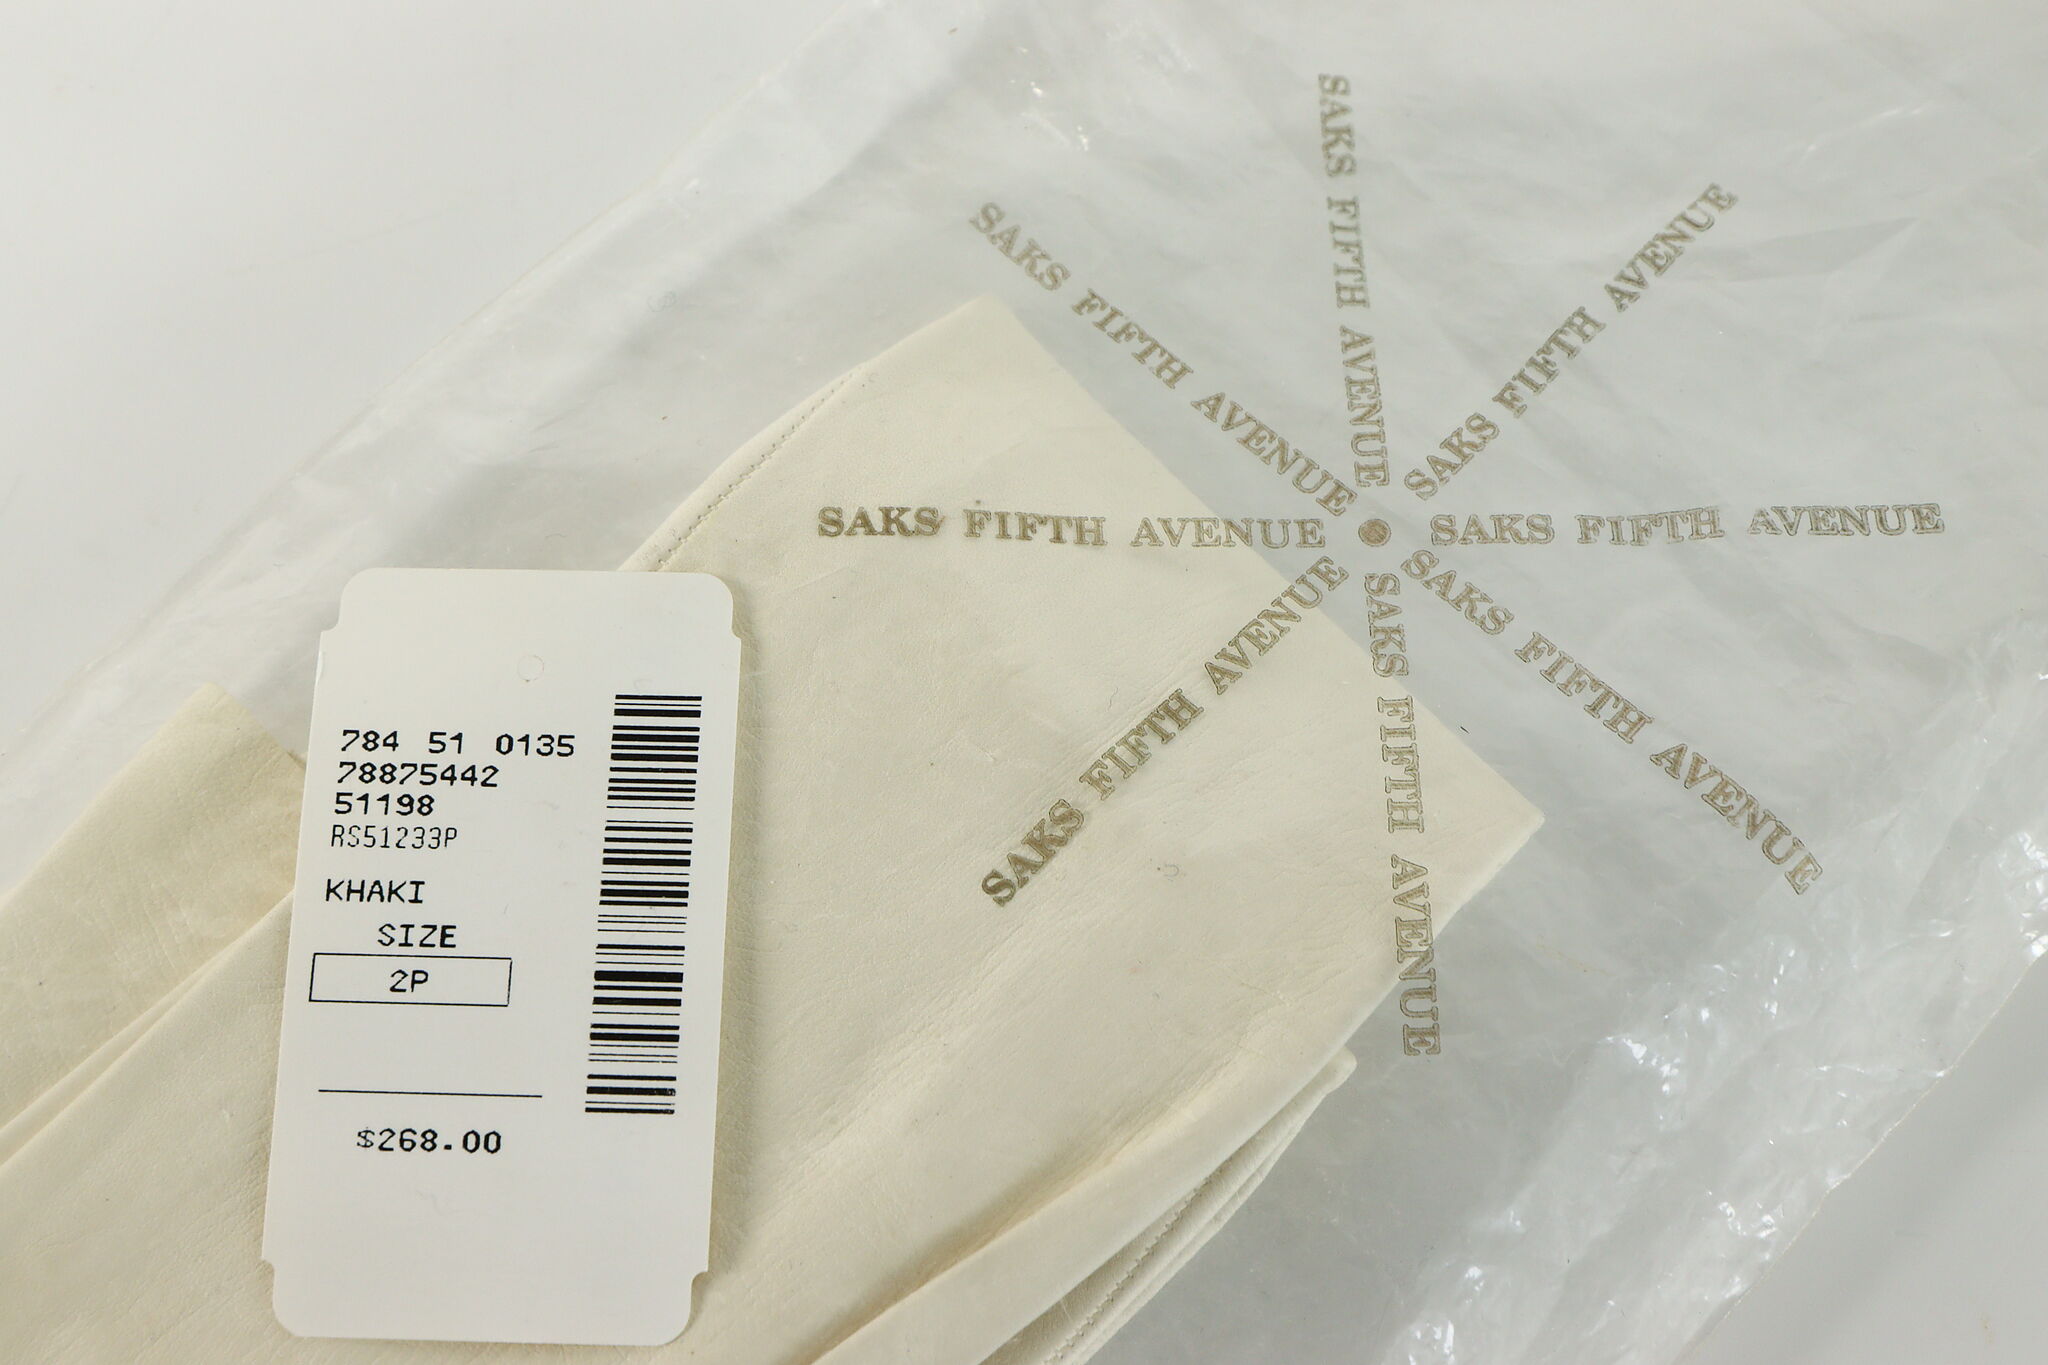 SAKS FIFTH AVENUE
SAKS FIFTH AVENUE
SAKS FIFTH AVENUE
SAKS FIFTH AVENUE
SAKS FIFTH AVENUE
SAKS FIFTH AVENUE
SAKS FIFTH AVENUE
SAKS FIFTH AVENUE
784 51 0135
78875442
51198
RS51233P
KHAKI
SIZE
2P
$268.00